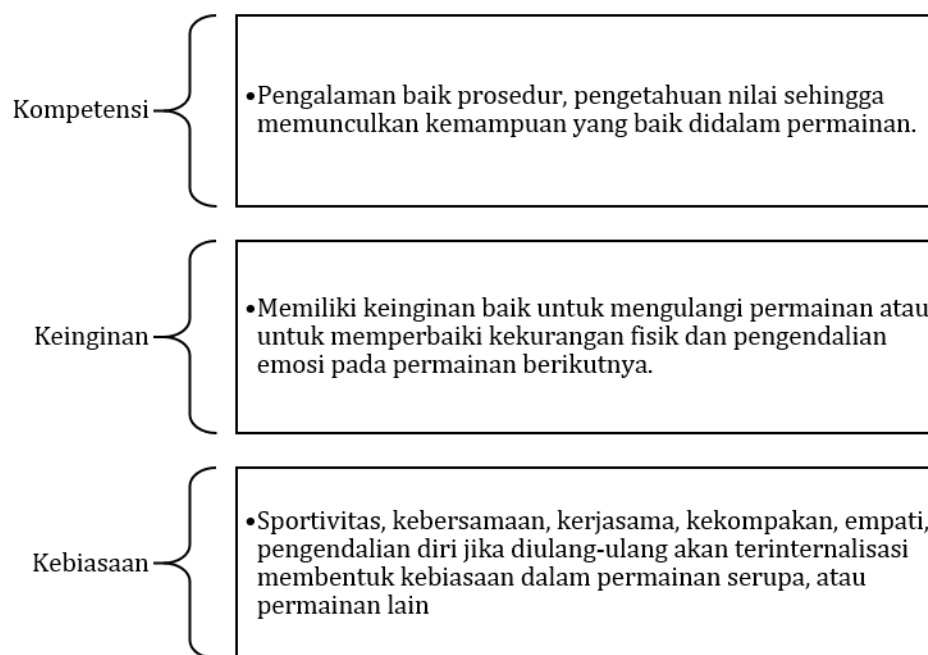 Kompetensi
•Pengalaman baik prosedur, pengetahuan nilai sehingga
memunculkan kemampuan yang baik didalam permainan.
Keinginan
•Memiliki keinginan baik untuk mengulangi permainan atau
untuk memperbaiki kekurangan fisik dan pengendalian
emosi pada permainan berikutnya.
Kebiasaan
•Sportivitas, kebersamaan, kerjasama, kekompakan, empati,
pengendalian diri jika diulang-ulang akan terinternalisasi
membentuk kebiasaan dalam permainan serupa, atau
permainan lain